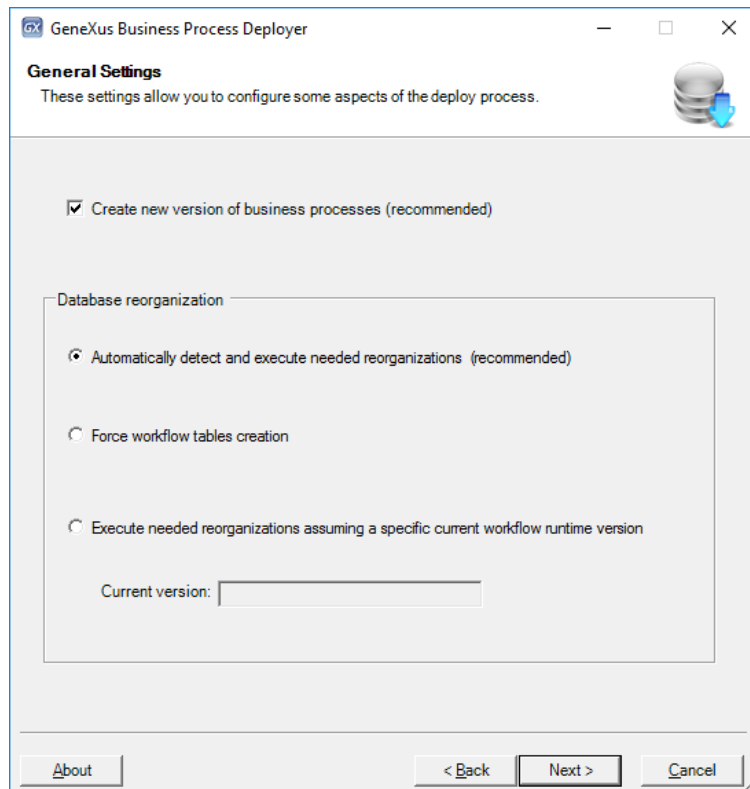 GX GeneXus Business Process Deployer
General Settings
These settings allow you to configure some aspects of the deploy process.
Create new version of business processes (recommended)
Database reorganization
Automatically detect and execute needed reorganizations (recommended)
Force workflow tables creation
Execute needed reorganizations assuming a specific current workflow runtime version
Current version:
About
< Back
Next >
Cancel